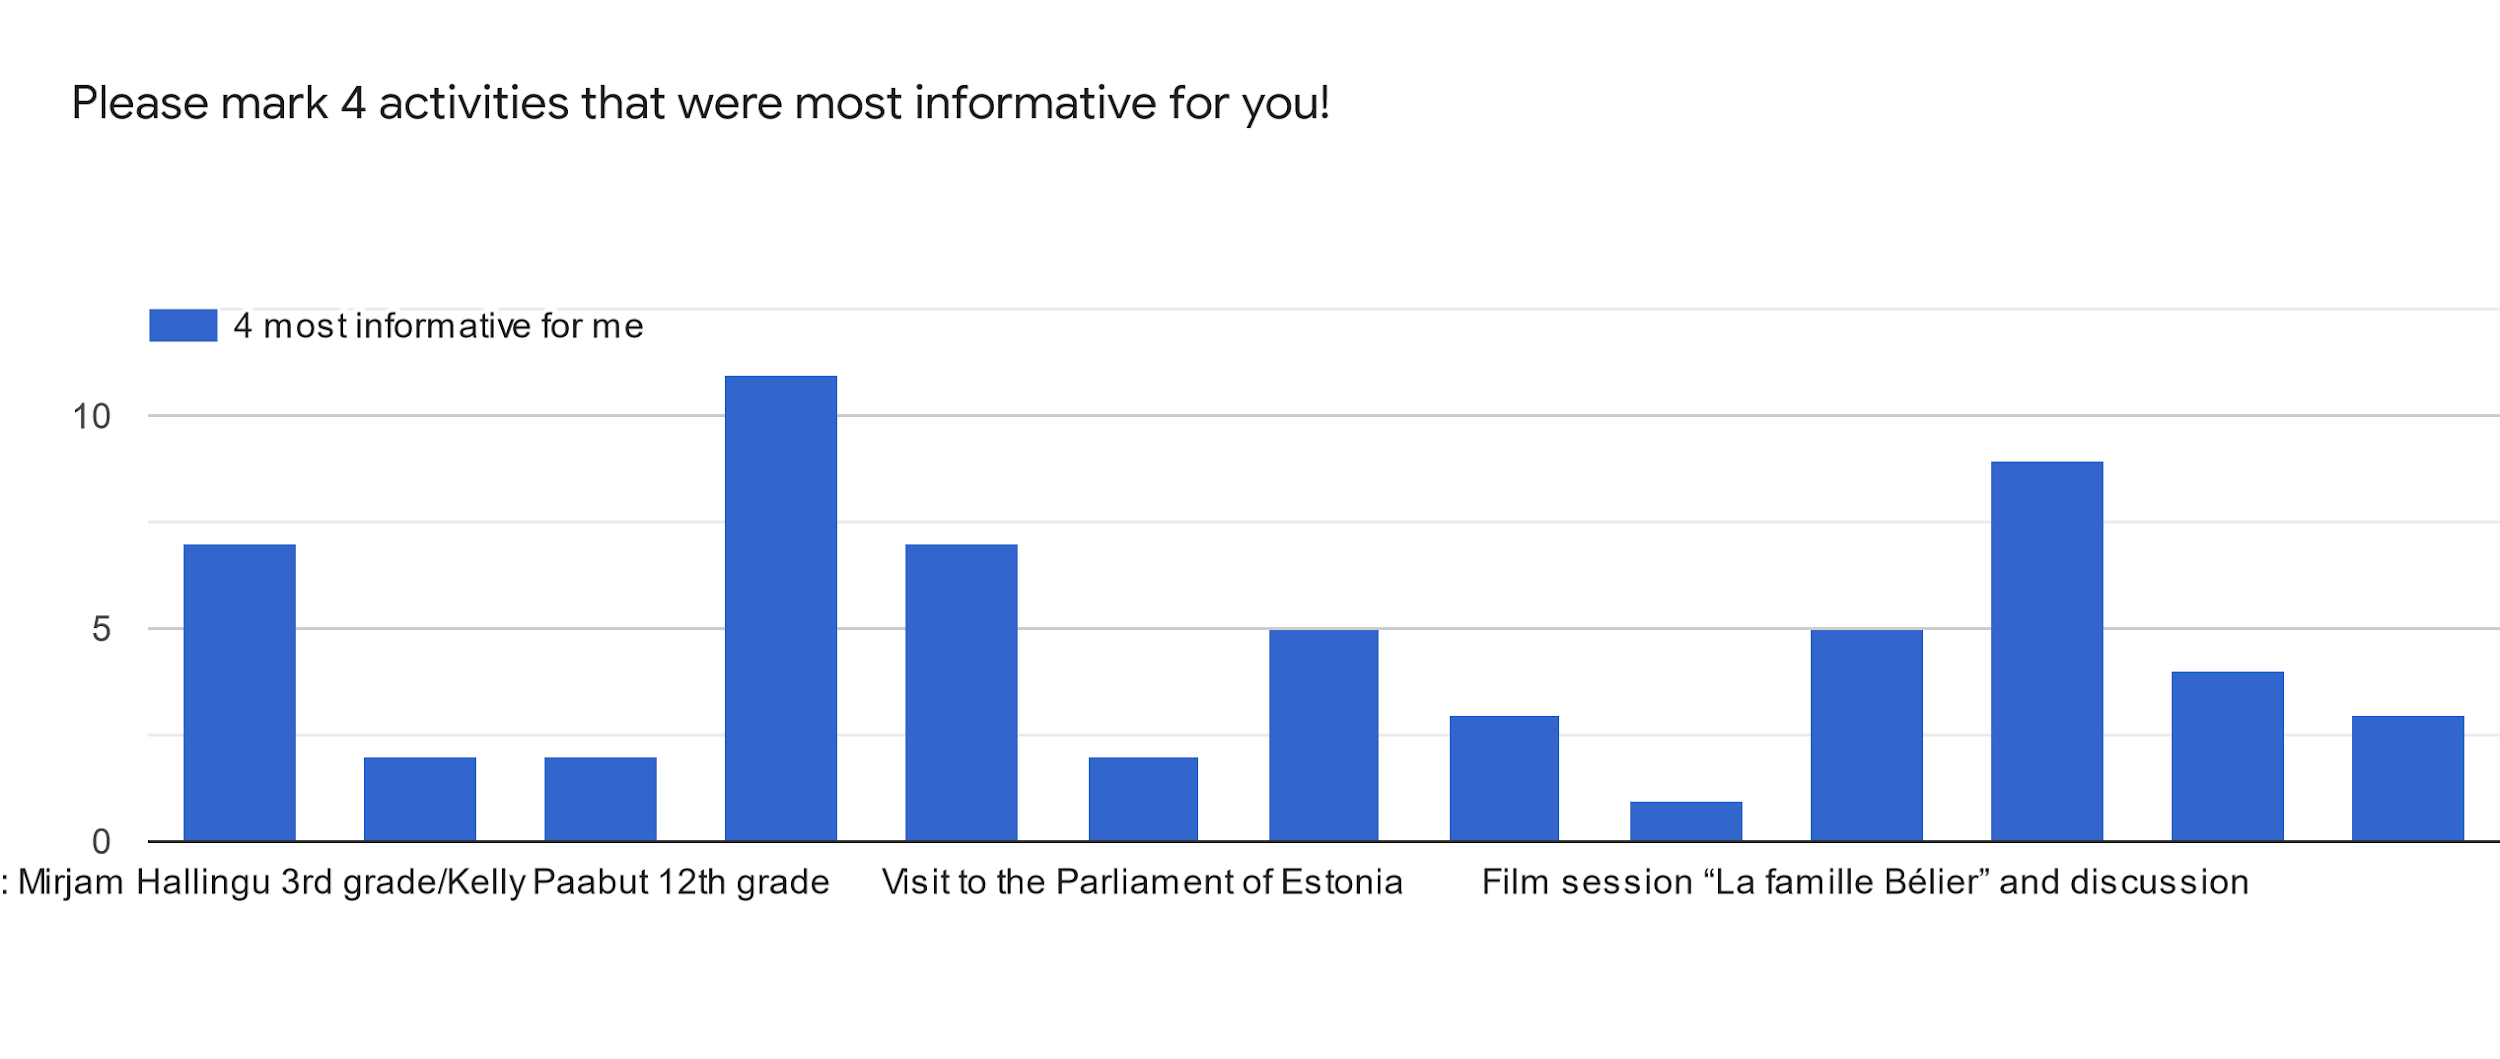 Please mark 4 activities that were most informative for you!
4 most informative for me
10
5
0
: Mirjam Hallingu 3rd grade/Kelly Paabut 12th grade
Visit to the Parliament of Estonia
Film session “La famille Bélier” and discussion